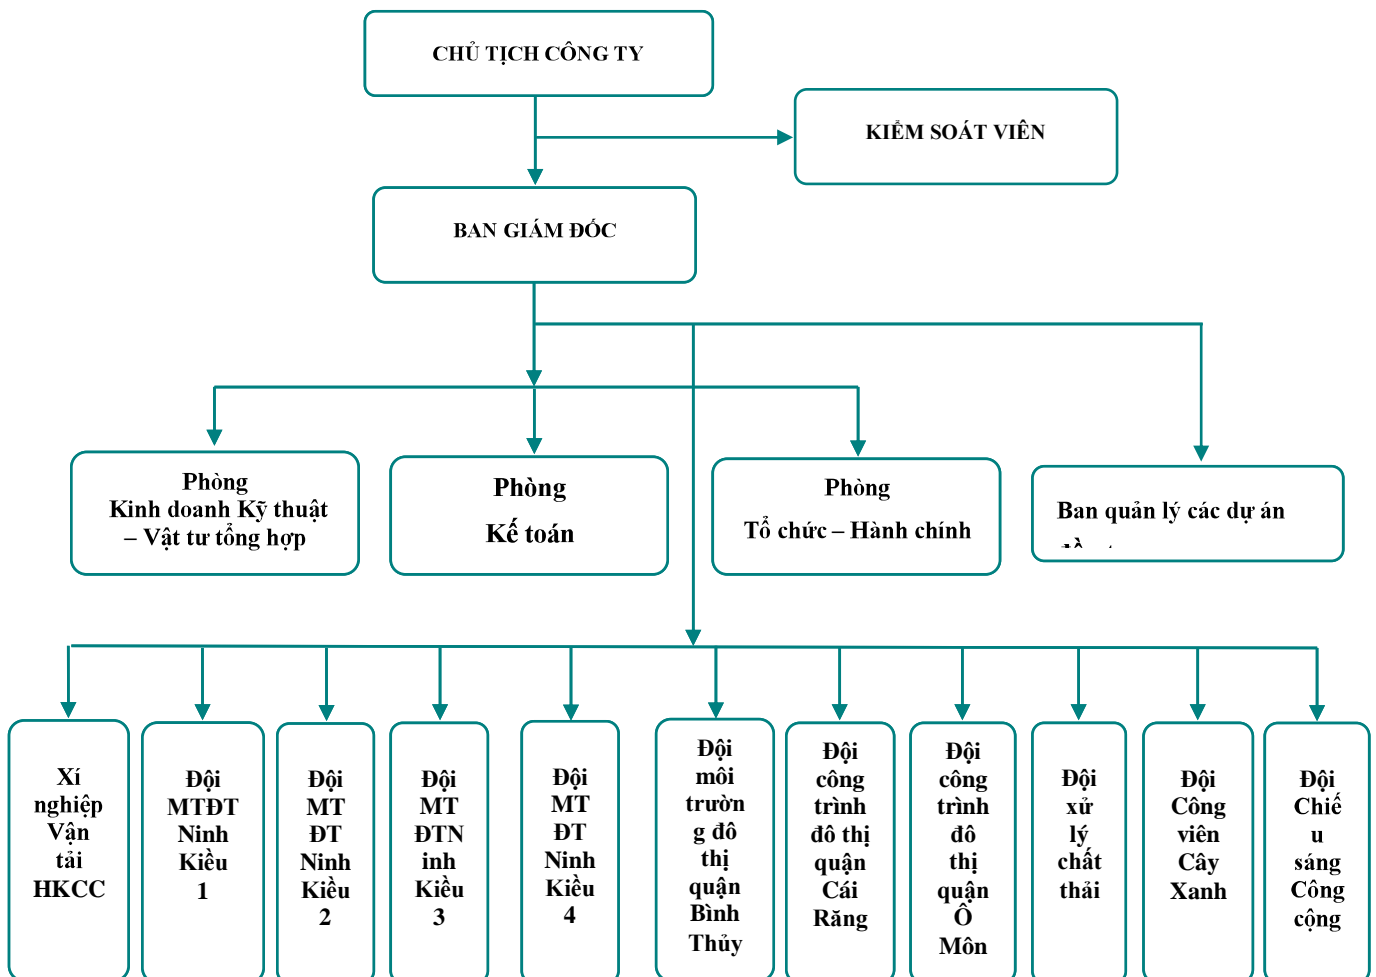 CHỦ TỊCH CÔNG TY
KIỂM SOÁT VIÊN
BAN GIÁM ĐỐC
Phòng
Kinh doanh Kỹ thuật
– Vật tư tổng hợp
Phòng
Kế toán
Phòng
Tổ chức – Hành chính
Ban quản lý các dự án
Xí
nghiệp
Vận
tải
HKCC
Đội
MTĐT
Ninh
Kiều
1
Đội
MT
ĐT
Ninh
Kiều
2
Đội
MT
ĐTN
inh
Kiều
3
Đội
MT
ĐT
Ninh
Kiều
4
Đội
môi
trườn
g đô
thị
quận
Bình
Thủy
Đội
công
trình
đô thị
quận
Cái
Răng
Đội
công
trình
đô
thị
quận
Ô
Môn
Đội
xử
lý
chất
thải
Đội
Công
viên
Cây
Xanh
Đội
Chiế
u
sáng
Công
cộng